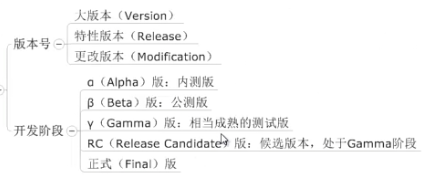 版本号
大版本（Version）
特性版本（Release）
更改版本（Modification）
开发阶段
α（Alpha）版：内测版
β（Beta）版：公测版
γ（Gamma）版：相当成熟的测试版
RC（Release Candidate）版：候选版本，处于Gamma阶段
正式（Final）版